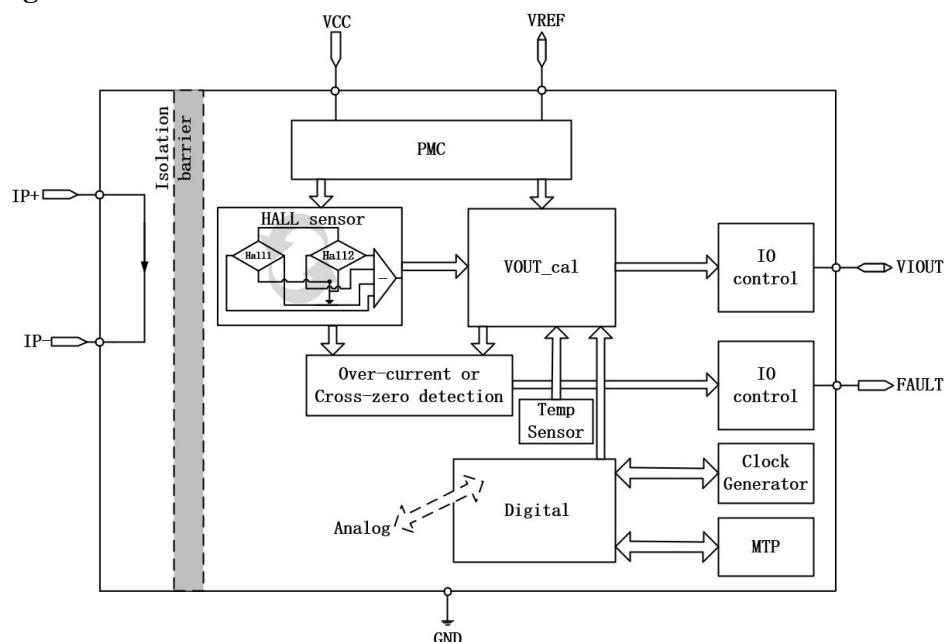 VCC
VREF
Isolation
barrier
PMC
IP+
HALL sensor
Hall1
Hall2
−
VOUT_cal
IO
control
VIOUT
IP-
Over-current or
Cross-zero detection
IO
control
FAULT
Temp
Sensor
Clock
Generator
Digital
Analog
MTP
GND